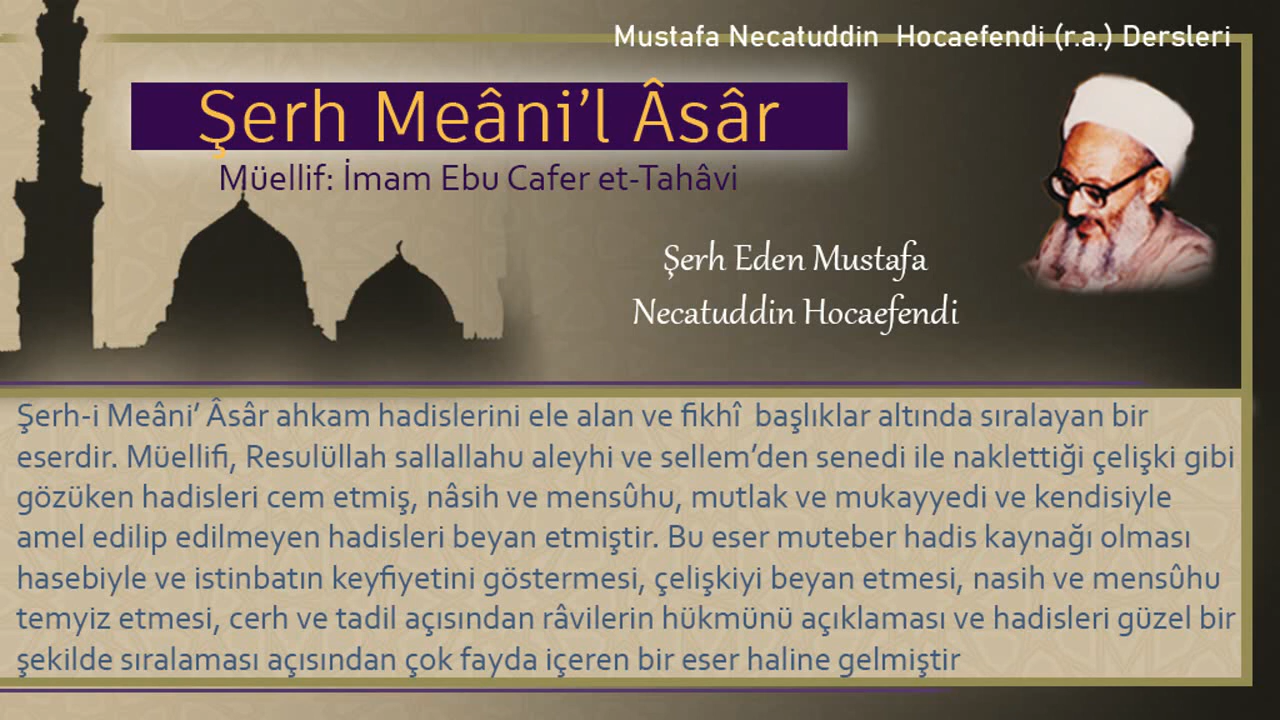 Mustafa Necatuddin Hocaefendi (r.a.) Dersleri
Şerh Meâni’l Âsâr
Müellif: İmam Ebu Cafer et-Tahâvi
Şerh Eden Mustafa
Necatuddin Hocaefendi
Şerh-i Meâni’ Âsâr ahkam hadislerini ele alan ve fikhî başlıklar altında sıralayan bir
eserdir. Müellifi, Resulüllah sallallahu aleyhi ve sellem’den senedi ile naklettiği çelişki gibi
gözüken hadisleri cem etmiş, nâsih ve mensûhu, mutlak ve mukayyedi ve kendisiyle
amel edilip edilmeyen hadisleri beyan etmiştir. Bu eser muteber hadis kaynağı olması
hasebiyle ve istinbatın keyfiyetini göstermesi, çelişkiyi beyan etmesi, nasih ve mensûhu
temyiz etmesi, cerh ve tadil açısından râvilerin hükmünü açıklaması ve hadisleri güzel bir
şekilde sıralaması açısından çok fayda içeren bir eser haline gelmiştir